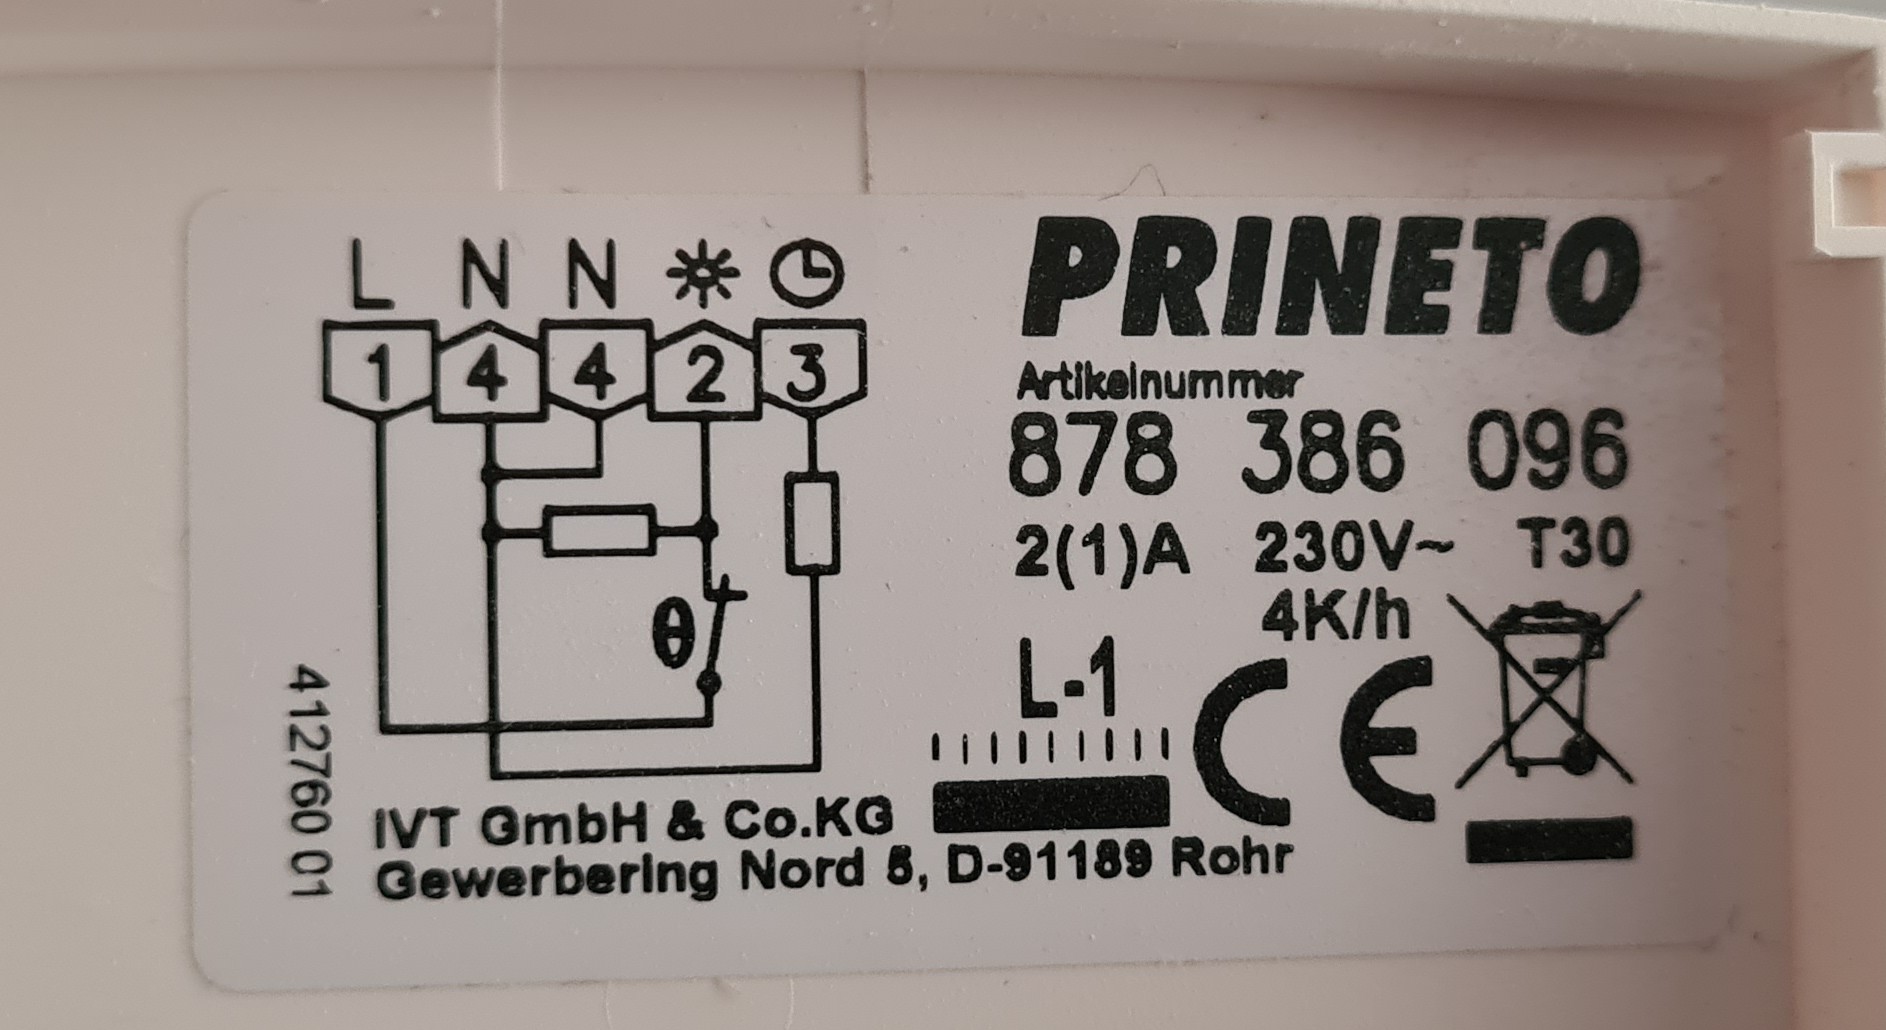 L N N
1 4 4 2 3
θ
412760 01
PRINETO
Artikelnummer
878 386 096
2(1)A 230V~ T30
4K/h
L-1
CE
IVT GmbH & Co.KG
Gewerbering Nord 5, D-91189 Rohr